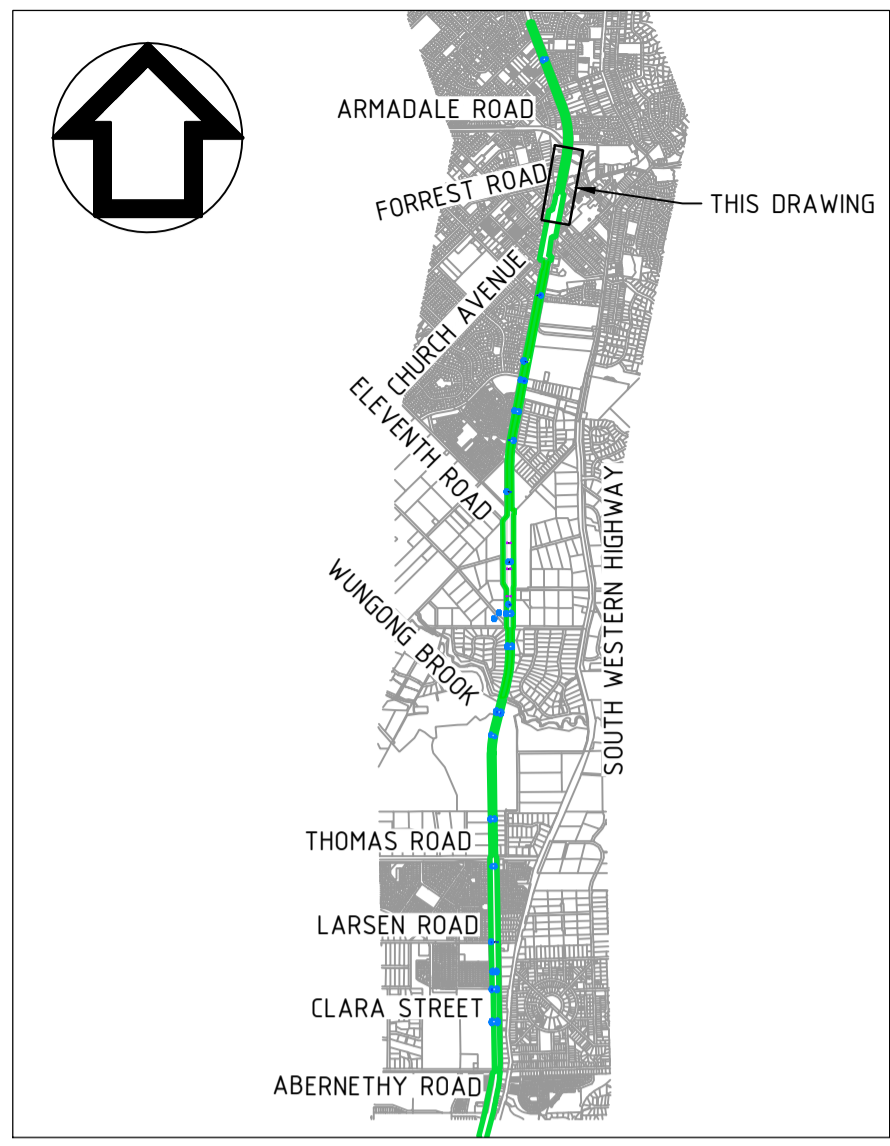 ARMADALE ROAD
FORREST ROAD
THIS DRAWING
CHURCH AVENUE
ELEVENTH ROAD
SOUTH WESTERN HIGHWAY
WUNGONG BROOK
THOMAS ROAD
LARSEN ROAD
CLARA STREET
ABERNETHY ROAD